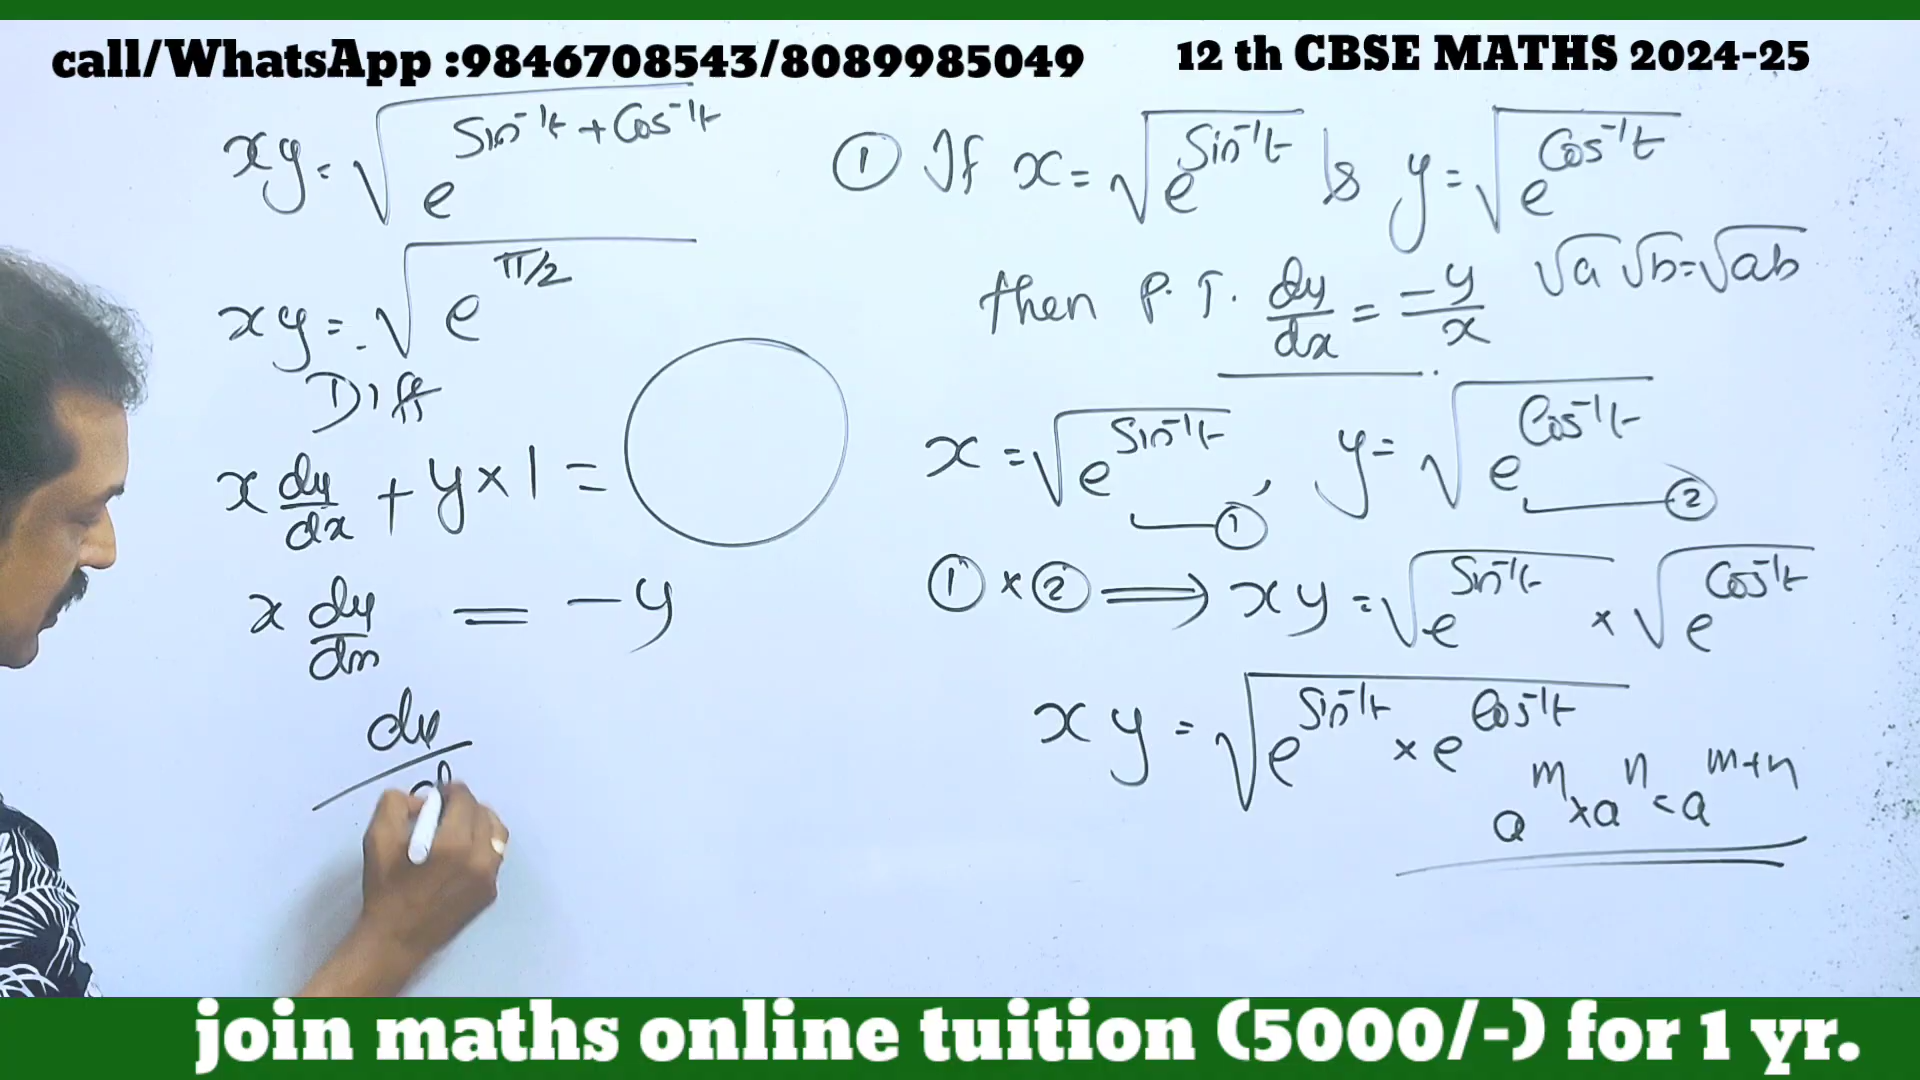 call/WhatsApp :9846708543/8089985049
12 th CBSE MATHS 2024-25
① If x = √e^(Sin⁻¹t) & y = √e^(Cos⁻¹t)
then P.T. dy/dx = -y/x
√a √b = √ab
x = √e^(Sin⁻¹t) ①, y = √e^(Cos⁻¹t) ②
① × ② ⟹ xy = √e^(Sin⁻¹t) × √e^(Cos⁻¹t)
xy = √(e^(Sin⁻¹t) × e^(Cos⁻¹t))
a^m × a^n = a^(m+n)
xy = √e^(Sin⁻¹t + Cos⁻¹t)
xy = √e^(π/2)
Diff
x dy/dx + y × 1 = 0
x dy/dx = -y
dy/d
join maths online tuition (5000/-) for 1 yr.